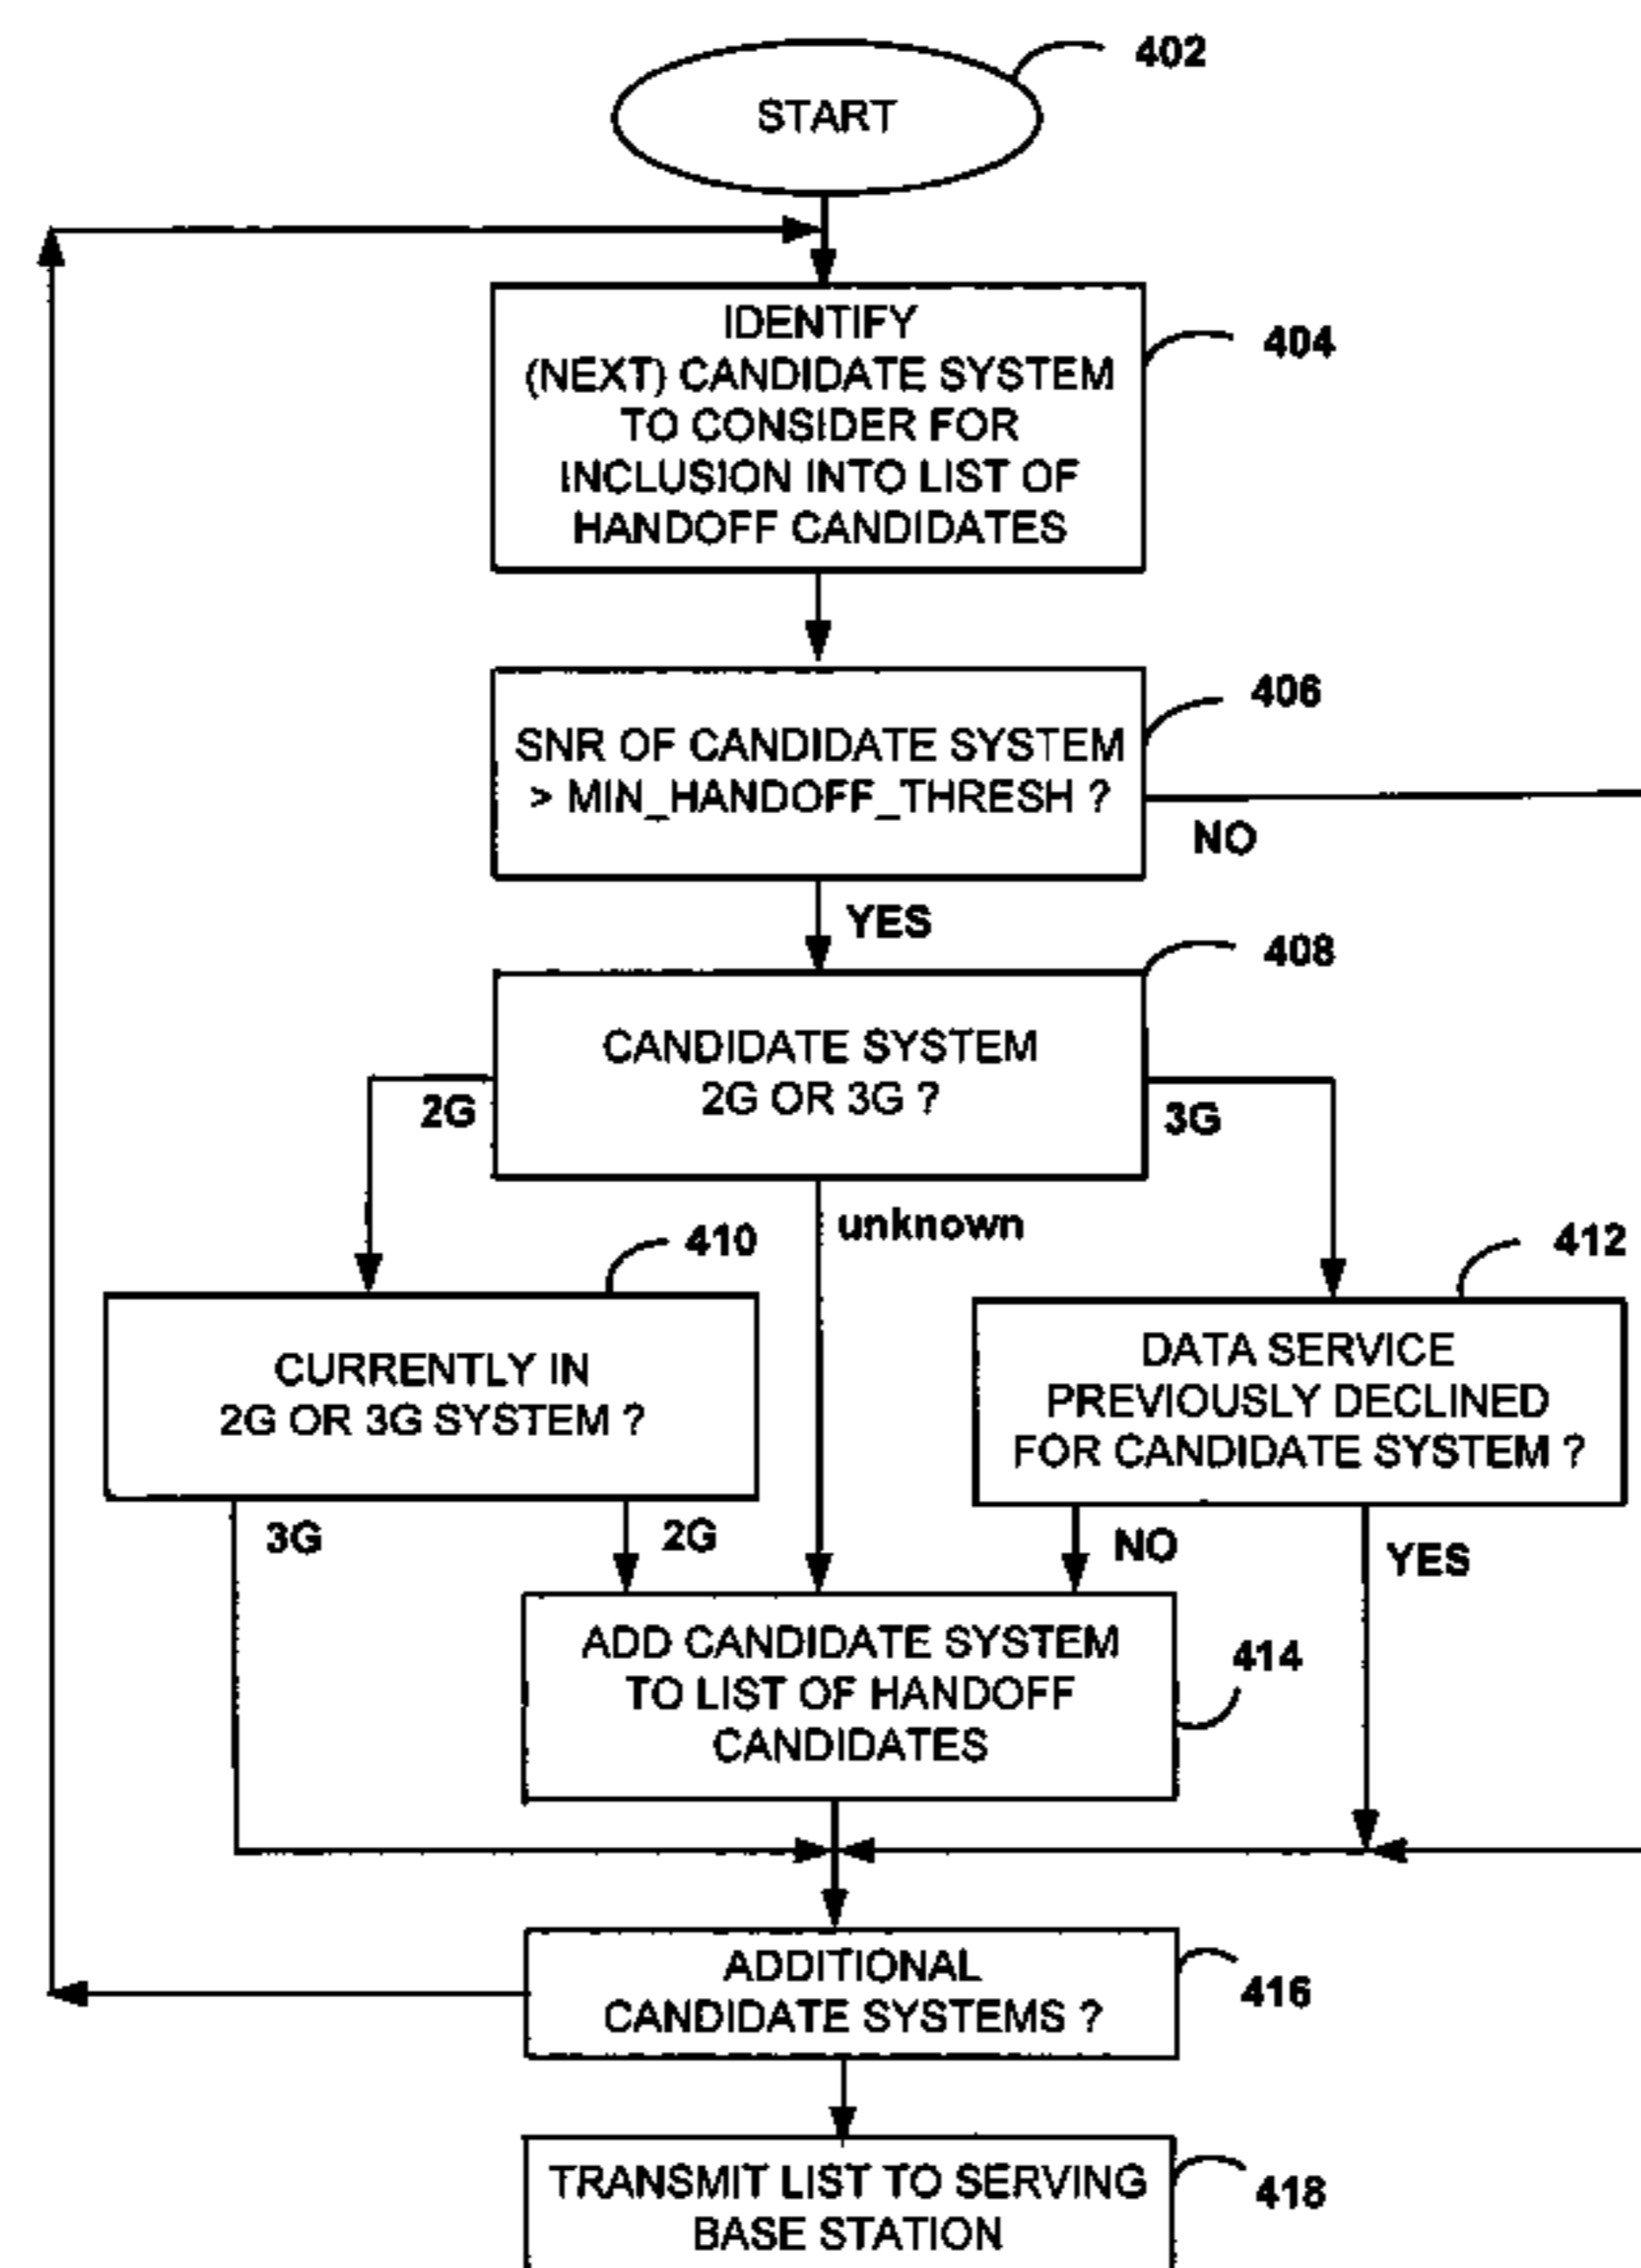 402
START
IDENTIFY
(NEXT) CANDIDATE SYSTEM
TO CONSIDER FOR
INCLUSION INTO LIST OF
HANDOFF CANDIDATES
404
SNR OF CANDIDATE SYSTEM
> MIN_HANDOFF_THRESH ?
406
NO
YES
408
CANDIDATE SYSTEM
2G OR 3G ?
2G
3G
unknown
410
412
CURRENTLY IN
2G OR 3G SYSTEM ?
DATA SERVICE
PREVIOUSLY DECLINED
FOR CANDIDATE SYSTEM ?
3G
2G
NO
YES
ADD CANDIDATE SYSTEM
TO LIST OF HANDOFF
CANDIDATES
414
ADDITIONAL
CANDIDATE SYSTEMS ?
416
TRANSMIT LIST TO SERVING
BASE STATION
418